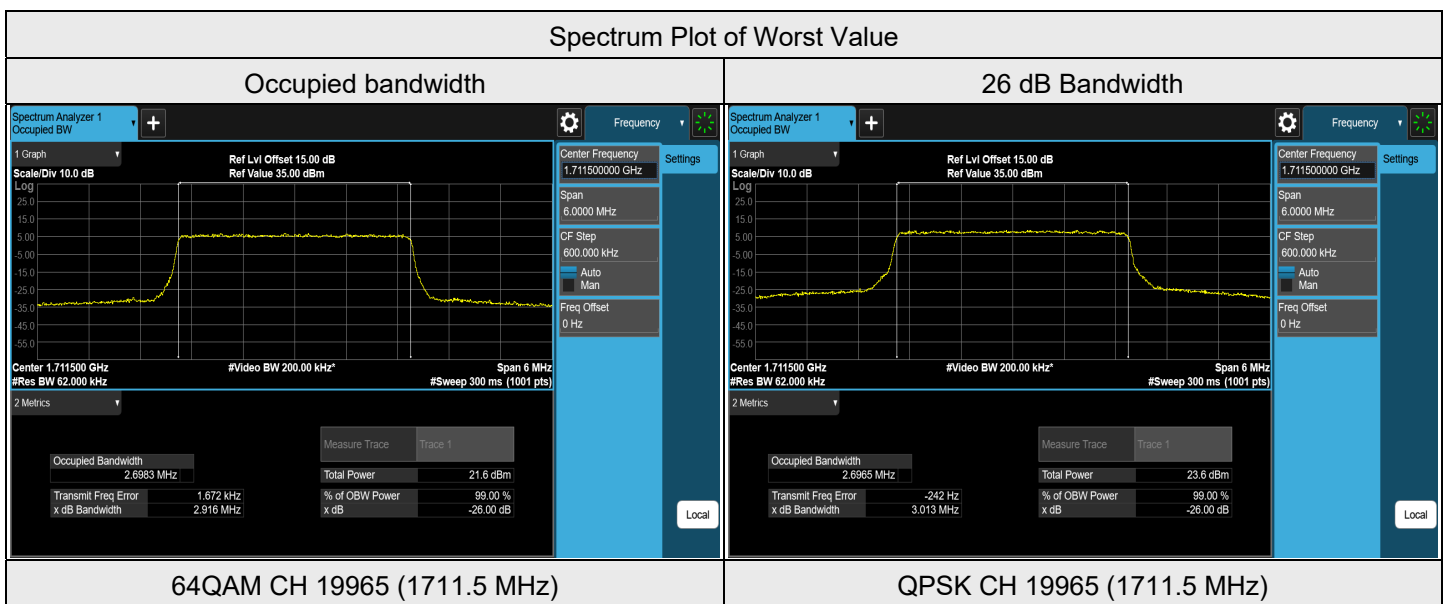 Spectrum Plot of Worst Value
Occupied bandwidth
26 dB Bandwidth
Spectrum Analyzer 1
Occupied BW
+
Frequency
1 Graph
Ref Lvl Offset 15.00 dB
Scale/Div 10.0 dB
Ref Value 35.00 dBm
Log
25.0
15.0
5.00
-5.00
-15.0
-25.0
-35.0
-45.0
-55.0
Center 1.711500 GHz
#Video BW 200.00 kHz*
Span 6 MHz
#Res BW 62.000 kHz
#Sweep 300 ms (1001 pts)
Center Frequency
1.711500000 GHz
Settings
Span
6.0000 MHz
CF Step
600.000 kHz
Auto
Man
Freq Offset
0 Hz
Local
2 Metrics
Measure Trace Trace 1
Occupied Bandwidth
2.6983 MHz
Total Power 21.6 dBm
Transmit Freq Error 1.672 kHz
% of OBW Power 99.00 %
x dB Bandwidth 2.916 MHz
x dB -26.00 dB
64QAM CH 19965 (1711.5 MHz)
Spectrum Analyzer 1
Occupied BW
+
Frequency
1 Graph
Ref Lvl Offset 15.00 dB
Scale/Div 10.0 dB
Ref Value 35.00 dBm
Log
25.0
15.0
5.00
-5.00
-15.0
-25.0
-35.0
-45.0
-55.0
Center 1.711500 GHz
#Video BW 200.00 kHz*
Span 6 MHz
#Res BW 62.000 kHz
#Sweep 300 ms (1001 pts)
Center Frequency
1.711500000 GHz
Settings
Span
6.0000 MHz
CF Step
600.000 kHz
Auto
Man
Freq Offset
0 Hz
Local
2 Metrics
Measure Trace Trace 1
Occupied Bandwidth
2.6965 MHz
Total Power 23.6 dBm
Transmit Freq Error -242 Hz
% of OBW Power 99.00 %
x dB Bandwidth 3.013 MHz
x dB -26.00 dB
QPSK CH 19965 (1711.5 MHz)